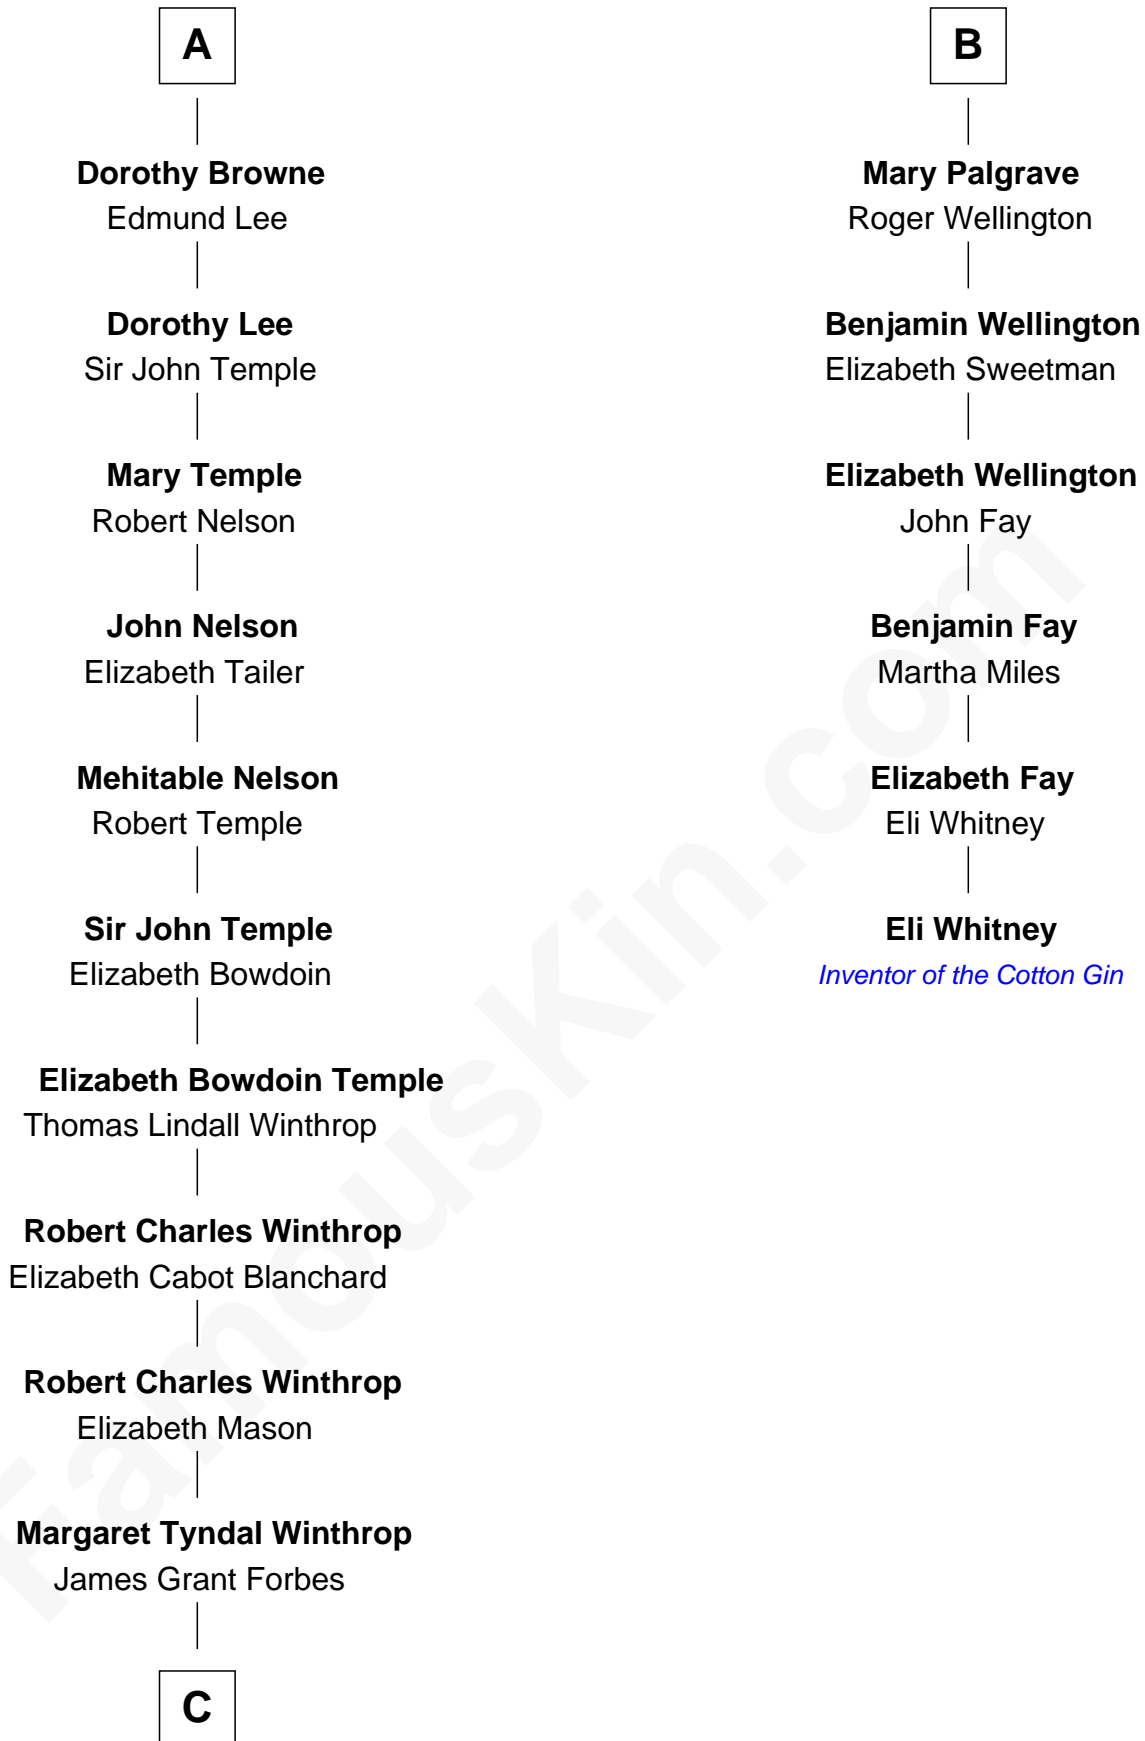 A
Dorothy Browne
Edmund Lee
Dorothy Lee
Sir John Temple
Mary Temple
Robert Nelson
John Nelson
Elizabeth Tailer
Mehitable Nelson
Robert Temple
Sir John Temple
Elizabeth Bowdoin
Elizabeth Bowdoin Temple
Thomas Lindall Winthrop
Robert Charles Winthrop
Elizabeth Cabot Blanchard
Robert Charles Winthrop
Elizabeth Mason
Margaret Tyndal Winthrop
James Grant Forbes
C
B
Mary Palgrave
Roger Wellington
Benjamin Wellington
Elizabeth Sweetman
Elizabeth Wellington
John Fay
Benjamin Fay
Martha Miles
Elizabeth Fay
Eli Whitney
Eli Whitney
Inventor of the Cotton Gin
FamousKin.com